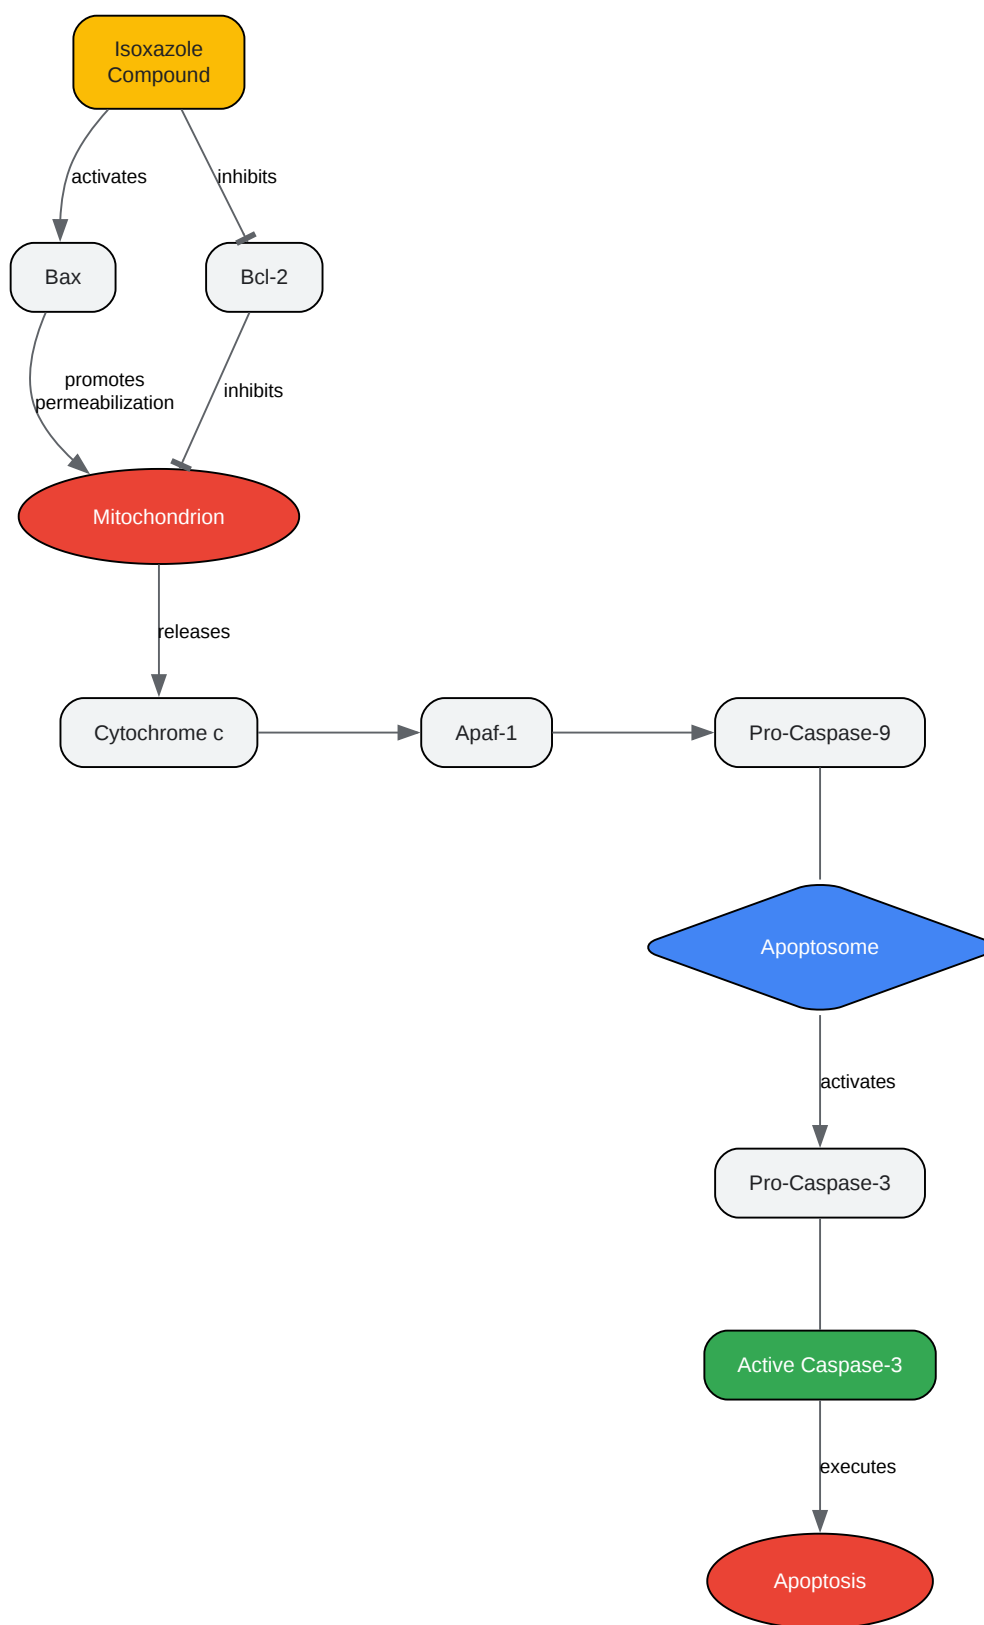 Isoxazole
Compound
activates
inhibits
Bax
Bcl-2
promotes
permeabilization
inhibits
Mitochondrion
releases
Cytochrome c
Apaf-1
Pro-Caspase-9
Apoptosome
activates
Pro-Caspase-3
Active Caspase-3
executes
Apoptosis